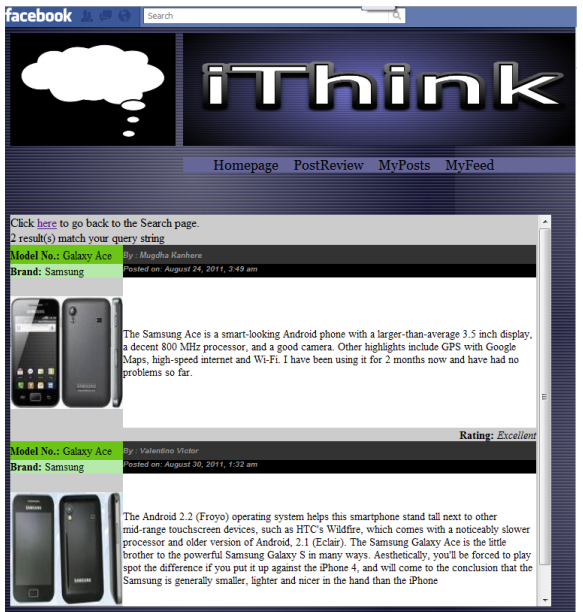 facebook Search
iThink
Homepage PostReview MyPosts MyFeed
Click here to go back to the Search page.
2 result(s) match your query string
Model No.: Galaxy Ace By : Mugdha Kanhere
Brand: Samsung Posted on: August 24, 2011, 3:49 am
The Samsung Ace is a smart-looking Android phone with a larger-than-average 3.5 inch display,
a decent 800 MHz processor, and a good camera. Other highlights include GPS with Google
Maps, high-speed internet and Wi-Fi. I have been using it for 2 months now and have had no
problems so far.
Rating: Excellent
Model No.: Galaxy Ace By : Valentino Victor
Brand: Samsung Posted on: August 30, 2011, 1:32 am
The Android 2.2 (Froyo) operating system helps this smartphone stand tall next to other
mid-range touchscreen devices, such as HTC's Wildfire, which comes with a noticeably slower
processor and older version of Android, 2.1 (Eclair). The Samsung Galaxy Ace is the little
brother to the powerful Samsung Galaxy S in many ways. Aesthetically, you'll be forced to play
spot the difference if you put it up against the iPhone 4, and will come to the conclusion that the
Samsung is generally smaller, lighter and nicer in the hand than the iPhone